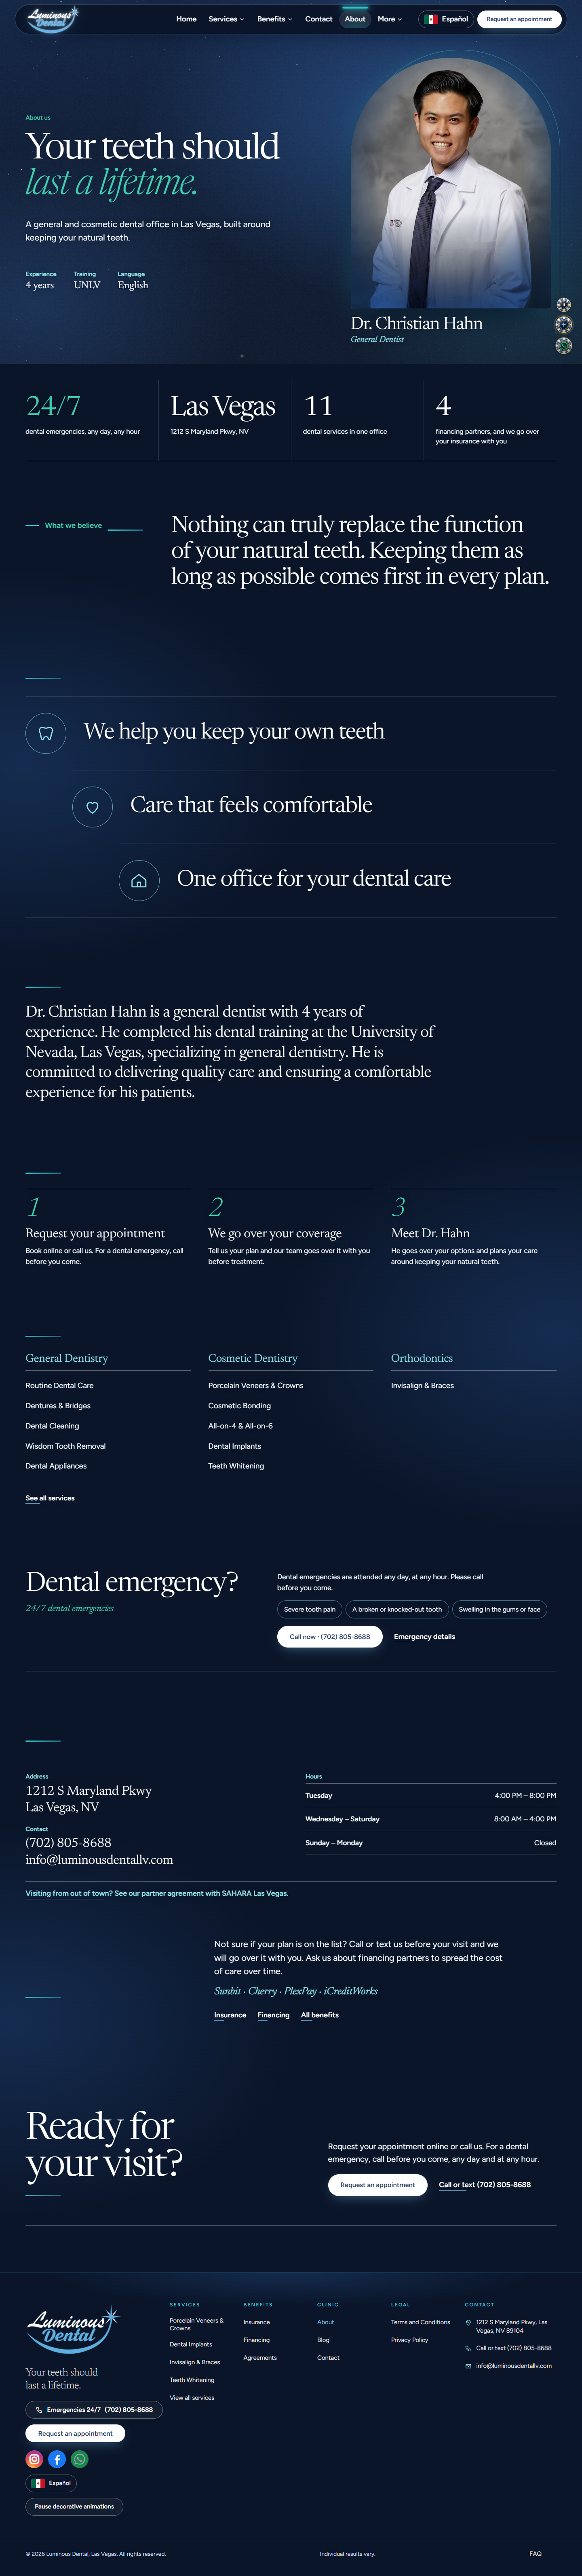 Luminous Dental
Home Services Benefits Contact About More Español Request an appointment
About us
Your teeth should
last a lifetime.
A general and cosmetic dental office in Las Vegas, built around
keeping your natural teeth.
Experience Training Language
4 years UNLV English
Dr. Christian Hahn
General Dentist
24/7
dental emergencies, any day, any hour
Las Vegas
1212 S Maryland Pkwy, NV
11
dental services in one office
4
financing partners, and we go over
your insurance with you
What we believe
Nothing can truly replace the function
of your natural teeth. Keeping them as
long as possible comes first in every plan.
We help you keep your own teeth
Care that feels comfortable
One office for your dental care
Dr. Christian Hahn is a general dentist with 4 years of
experience. He completed his dental training at the University of
Nevada, Las Vegas, specializing in general dentistry. He is
committed to delivering quality care and ensuring a comfortable
experience for his patients.
1
Request your appointment
Book online or call us. For a dental emergency, call
before you come.
2
We go over your coverage
Tell us your plan and our team goes over it with you
before treatment.
3
Meet Dr. Hahn
He goes over your options and plans your care
around keeping your natural teeth.
General Dentistry
Routine Dental Care
Dentures & Bridges
Dental Cleaning
Wisdom Tooth Removal
Dental Appliances
Cosmetic Dentistry
Porcelain Veneers & Crowns
Cosmetic Bonding
All-on-4 & All-on-6
Dental Implants
Teeth Whitening
Orthodontics
Invisalign & Braces
See all services
Dental emergency?
24/7 dental emergencies
Dental emergencies are attended any day, at any hour. Please call
before you come.
Severe tooth pain A broken or knocked-out tooth Swelling in the gums or face
Call now · (702) 805-8688 Emergency details
Address
1212 S Maryland Pkwy
Las Vegas, NV
Contact
(702) 805-8688
info@luminousdentallv.com
Hours
Tuesday 4:00 PM – 8:00 PM
Wednesday – Saturday 8:00 AM – 4:00 PM
Sunday – Monday Closed
Visiting from out of town? See our partner agreement with SAHARA Las Vegas.
Not sure if your plan is on the list? Call or text us before your visit and we
will go over it with you. Ask us about financing partners to spread the cost
of care over time.
Sunbit · Cherry · PlexPay · iCreditWorks
Insurance Financing All benefits
Ready for
your visit?
Request your appointment online or call us. For a dental
emergency, call before you come, any day and at any hour.
Request an appointment Call or text (702) 805-8688
Luminous Dental
Your teeth should
last a lifetime.
Emergencies 24/7 (702) 805-8688
Request an appointment
Español
Pause decorative animations
SERVICES
Porcelain Veneers &
Crowns
Dental Implants
Invisalign & Braces
Teeth Whitening
View all services
BENEFITS
Insurance
Financing
Agreements
CLINIC
About
Blog
Contact
LEGAL
Terms and Conditions
Privacy Policy
CONTACT
1212 S Maryland Pkwy, Las
Vegas, NV 89104
Call or text (702) 805-8688
info@luminousdentallv.com
© 2026 Luminous Dental, Las Vegas. All rights reserved. Individual results vary. FAQ